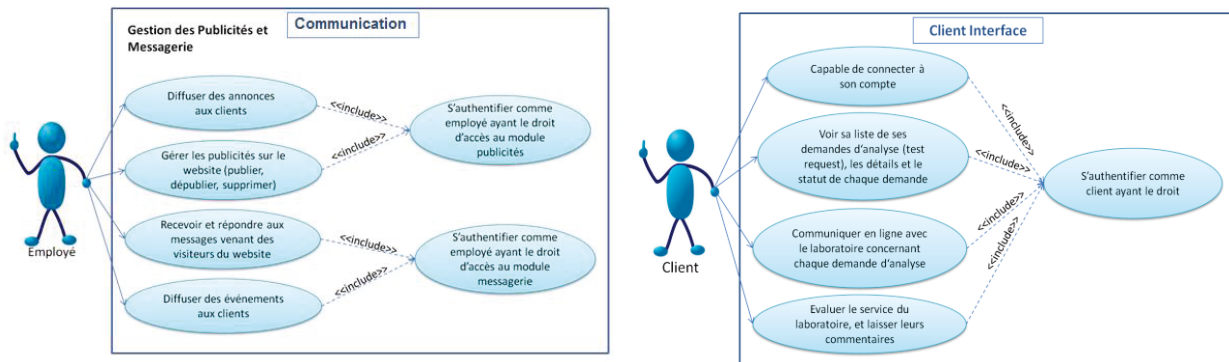 Communication
Gestion des Publicités et
Messagerie
Diffuser des annonces
aux clients
<<include>>
S'authentifier comme
employé ayant le droit
d'accès au module
publicités
Gérer les publicités sur le
website (publier,
dépublier, supprimer)
<<include>>
Recevoir et répondre aux
messages venant des
visiteurs du website
<<include>>
S'authentifier comme
employé ayant le droit
d'accès au module
messagerie
Diffuser des événements
aux clients
<<include>>
Employé
Client Interface
Capable de connecter à
son compte
<<include>>
Voir sa liste de ses
demandes d'analyse (test
request), les détails et le
statut de chaque demande
<<include>>
S'authentifier comme
client ayant le droit
Communiquer en ligne avec
le laboratoire concernant
chaque demande d'analyse
<<include>>
Evaluer le service du
laboratoire, et laisser leurs
commentaires
<<include>>
Client